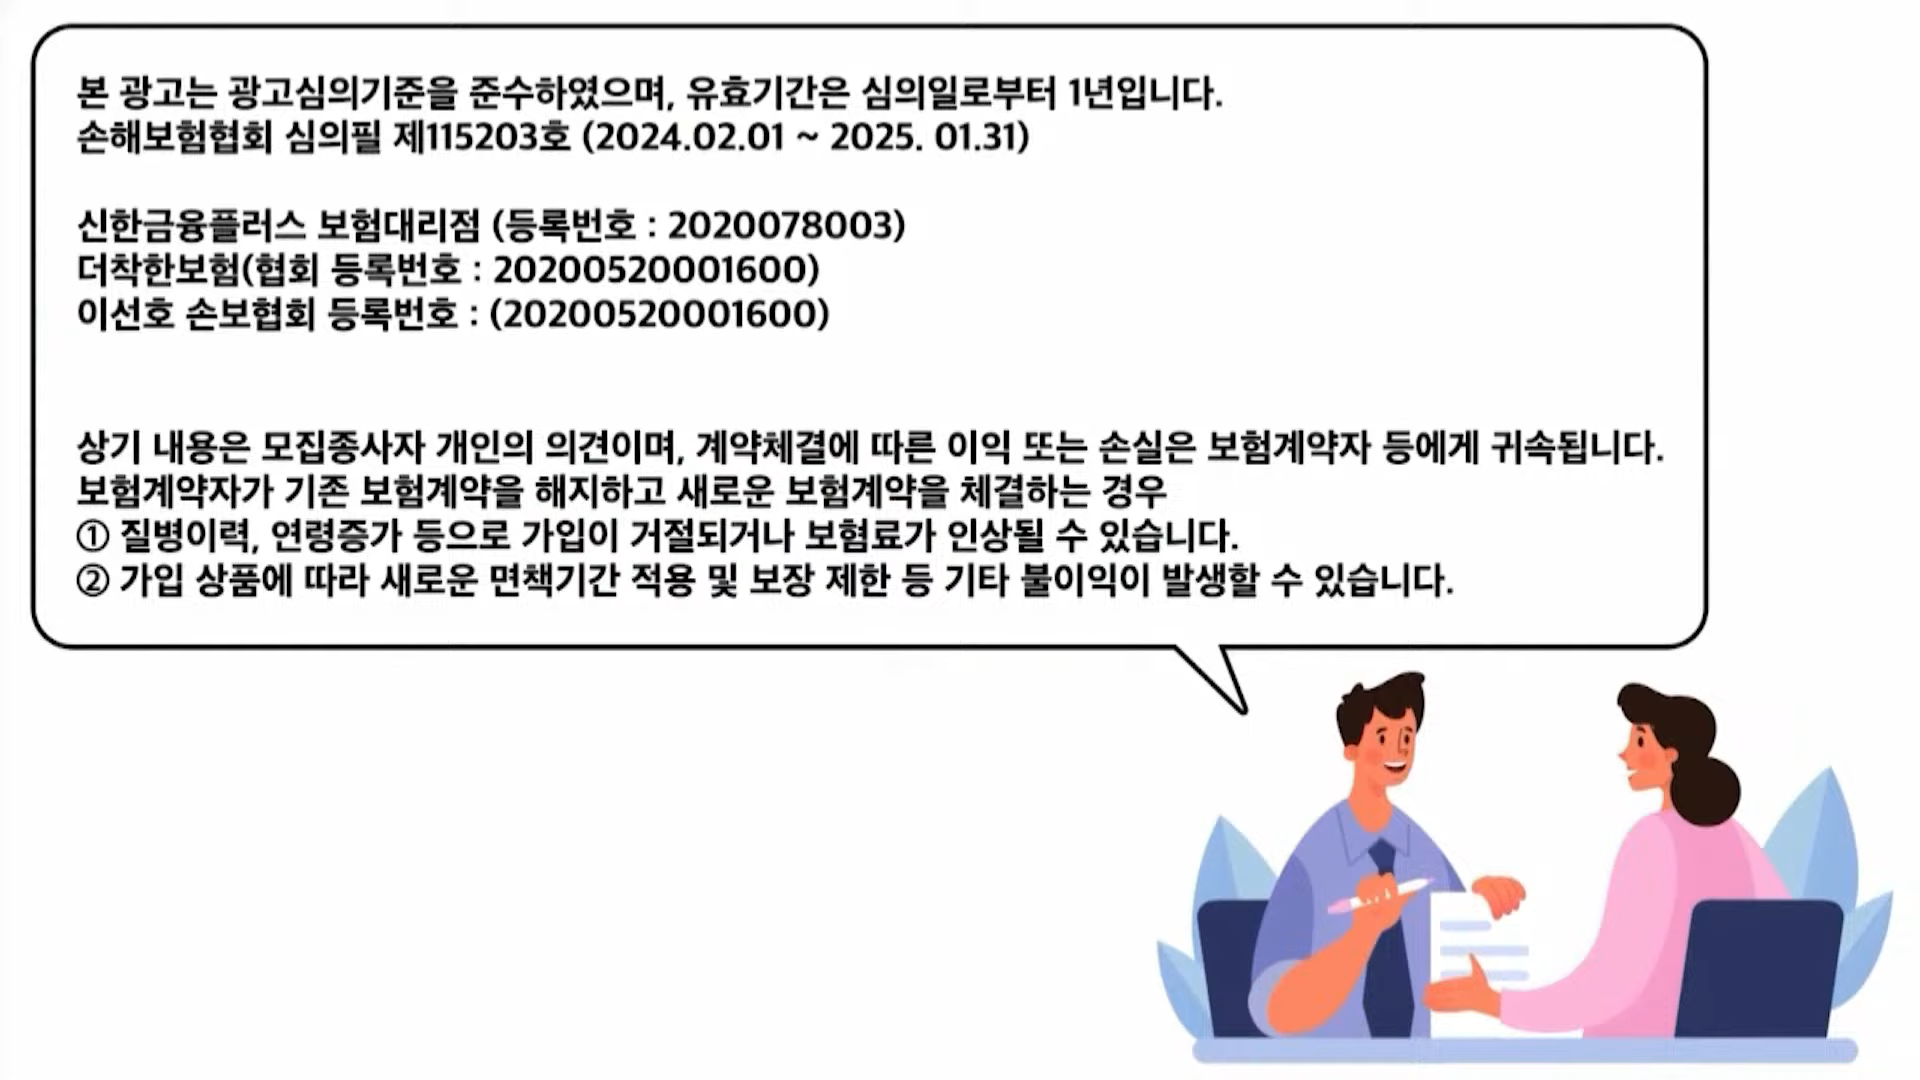 본 광고는 광고심의기준을 준수하였으며, 유효기간은 심의일로부터 1년입니다.
손해보험협회 심의필 제115203호 (2024.02.01 ~ 2025. 01.31)
신한금융플러스 보험대리점 (등록번호 : 2020078003)
더착한보험(협회 등록번호 : 20200520001600)
이선호 손보협회 등록번호 : (20200520001600)
상기 내용은 모집종사자 개인의 의견이며, 계약체결에 따른 이익 또는 손실은 보험계약자 등에게 귀속됩니다.
보험계약자가 기존 보험계약을 해지하고 새로운 보험계약을 체결하는 경우
① 질병이력, 연령증가 등으로 가입이 거절되거나 보험료가 인상될 수 있습니다.
② 가입 상품에 따라 새로운 면책기간 적용 및 보장 제한 등 기타 불이익이 발생할 수 있습니다.